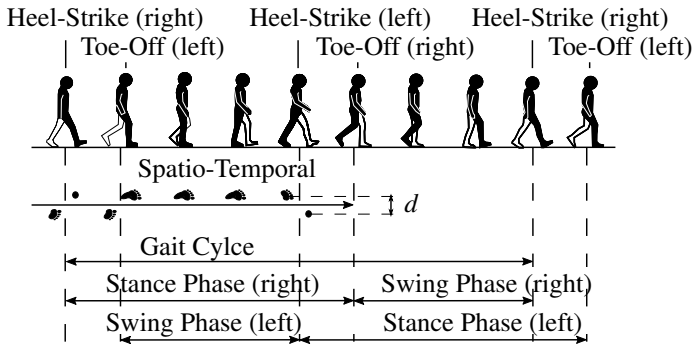 Heel-Strike (right) Heel-Strike (left) Heel-Strike (right)
Toe-Off (left) Toe-Off (right) Toe-Off (left)
Spatio-Temporal
d
Gait Cylce
Stance Phase (right) Swing Phase (right)
Swing Phase (left) Stance Phase (left)